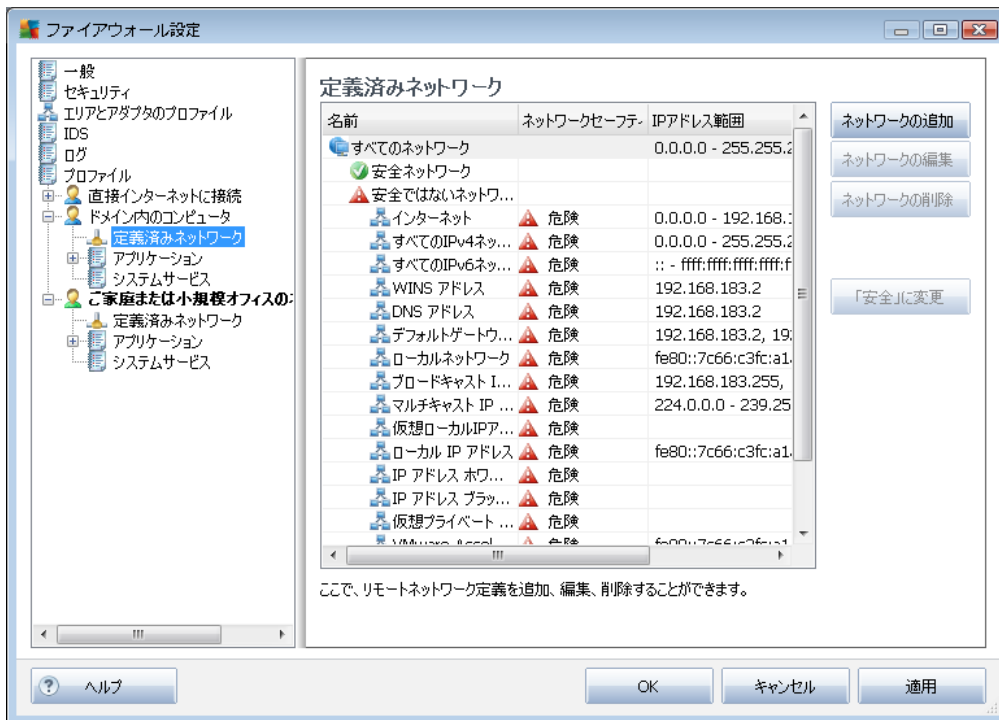 ファイアウォール設定
一般
セキュリティ
エリアとアダプタのプロファイル
IDS
ログ
プロファイル
直接インターネットに接続
ドメイン内のコンピュータ
定義済みネットワーク
アプリケーション
システムサービス
ご家庭または小規模オフィスの
定義済みネットワーク
アプリケーション
システムサービス
定義済みネットワーク
名前 ネットワークセーフテ IPアドレス範囲
すべてのネットワーク 0.0.0.0 - 255.255.2
安全ネットワーク
安全ではないネットワ...
インターネット 危険 0.0.0.0 - 192.168.
すべてのIPv4ネッ... 危険 0.0.0.0 - 255.255.2
すべてのIPv6ネッ... 危険 :: - ffff:ffff:ffff:ffff:f
WINS アドレス 危険 192.168.183.2
DNS アドレス 危険 192.168.183.2
デフォルトゲートウ... 危険 192.168.183.2, 19
ローカルネットワーク 危険 fe80::7c66:c3fc:a1
ブロードキャスト I... 危険 192.168.183.255,
マルチキャスト IP ... 危険 224.0.0.0 - 239.25
仮想ローカルIPア... 危険
ローカル IP アドレス 危険 fe80::7c66:c3fc:a1
IP アドレス ホワ... 危険
IP アドレス ブラッ... 危険
仮想プライベート ... 危険
VMware Accel 危険 fe80::7c66:c3fc:a1
ここで、リモートネットワーク定義を追加、編集、削除することができます。
ネットワークの追加
ネットワークの編集
ネットワークの削除
「安全」に変更
ヘルプ
OK
キャンセル
適用